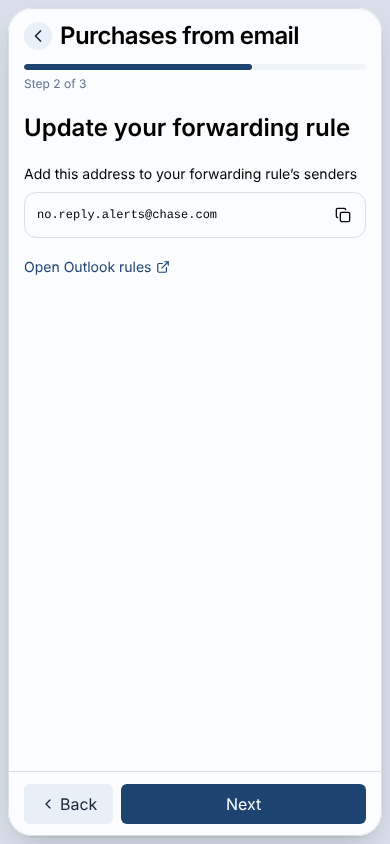 Purchases from email
Step 2 of 3
Update your forwarding rule
Add this address to your forwarding rule’s senders
no.reply.alerts@chase.com
Open Outlook rules
Back
Next